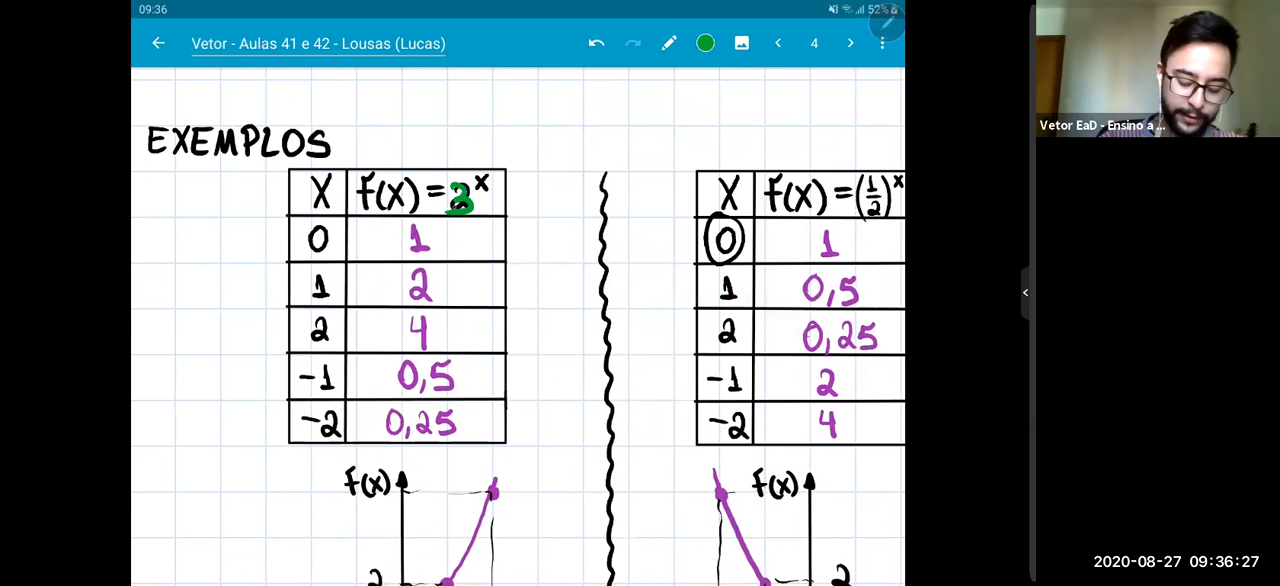 09:36
52%
Vetor - Aulas 41 e 42 - Lousas (Lucas)
4
Vetor EaD - Ensino a ...
EXEMPLOS
X f(x) = 3^x
0 1
1 2
2 4
-1 0,5
-2 0,25
f(x)
2
X f(x) = (1/2)^x
0 1
1 0,5
2 0,25
-1 2
-2 4
f(x)
2
2020-08-27 09:36:27